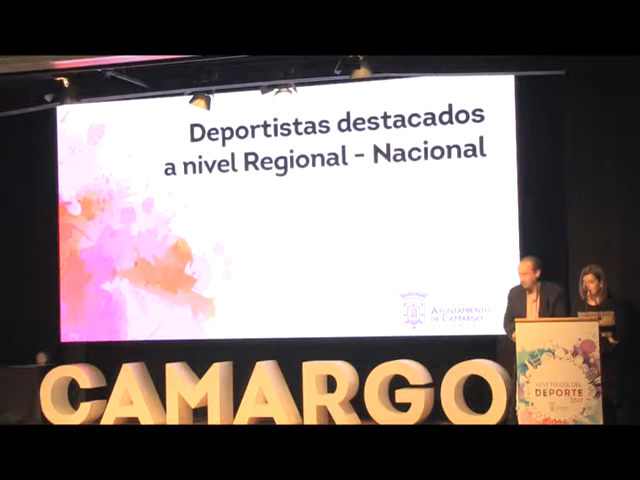 Deportistas destacados
a nivel Regional - Nacional
AYUNTAMIENTO
DE CAMARGO
CAMARGO
DEPORTE